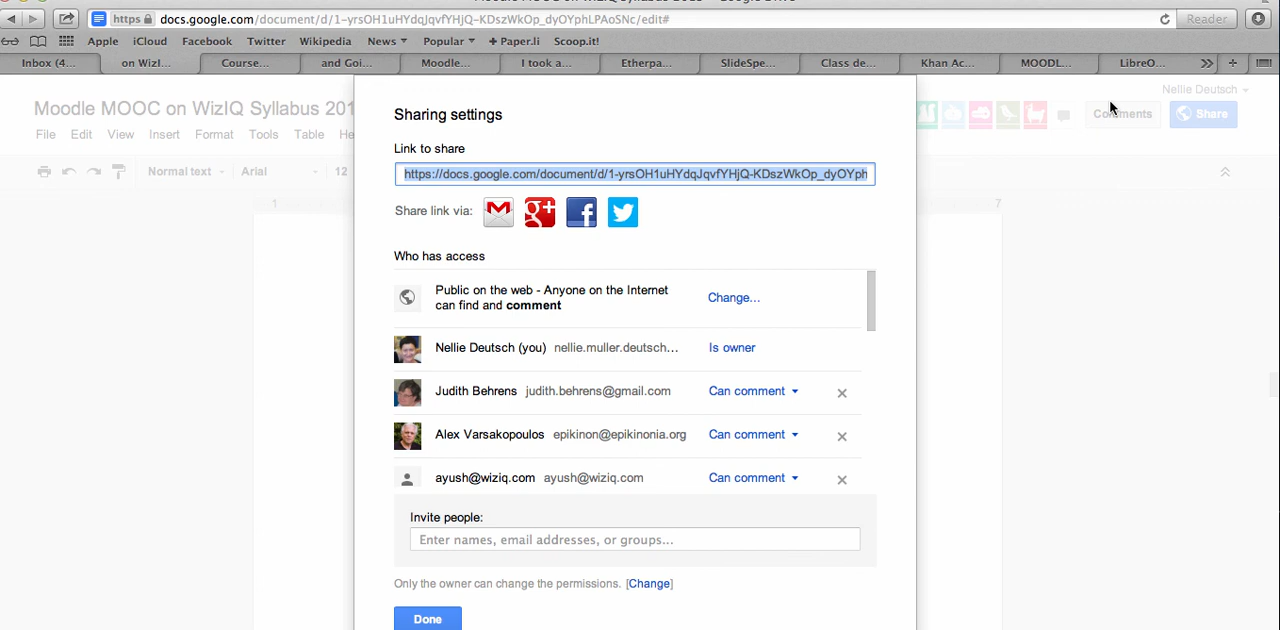 https docs.google.com/document/d/1-yrsOH1uHYdqJqvfYHjQ-KDszWkOp_dyOYphLPAoSNc/edit# Reader
Apple iCloud Facebook Twitter Wikipedia News Popular + Paper.li Scoop.it!
Inbox (4... on WizI... Course... and Goi... Moodle... I took a... Etherpa... SlideSpe... Class de... Khan Ac... MOODL... LibreO...
Nellie Deutsch
Moodle MOOC on WizIQ Syllabus 201
Comments Share
File Edit View Insert Format Tools Table He
Normal text Arial 12
1 7
Sharing settings
Link to share
https://docs.google.com/document/d/1-yrsOH1uHYdqJqvfYHjQ-KDszWkOp_dyOYph
Share link via:
Who has access
Public on the web - Anyone on the Internet
can find and comment
Change...
Nellie Deutsch (you) nellie.muller.deutsch... Is owner
Judith Behrens judith.behrens@gmail.com Can comment
Alex Varsakopoulos epikinon@epikinonia.org Can comment
ayush@wiziq.com ayush@wiziq.com Can comment
Invite people:
Enter names, email addresses, or groups...
Only the owner can change the permissions. [Change]
Done